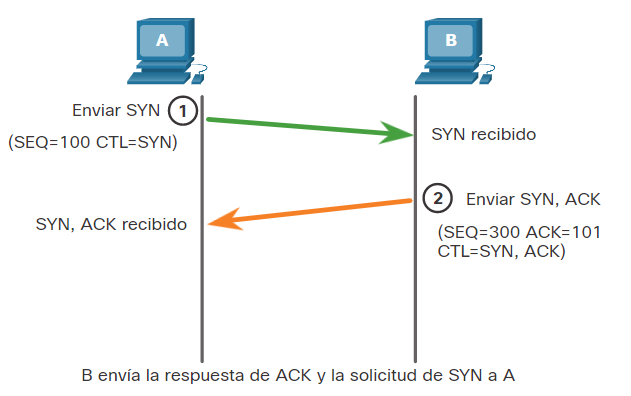 A
B
Enviar SYN 1
(SEQ=100 CTL=SYN)
SYN recibido
2 Enviar SYN, ACK
SYN, ACK recibido
(SEQ=300 ACK=101
CTL=SYN, ACK)
B envía la respuesta de ACK y la solicitud de SYN a A